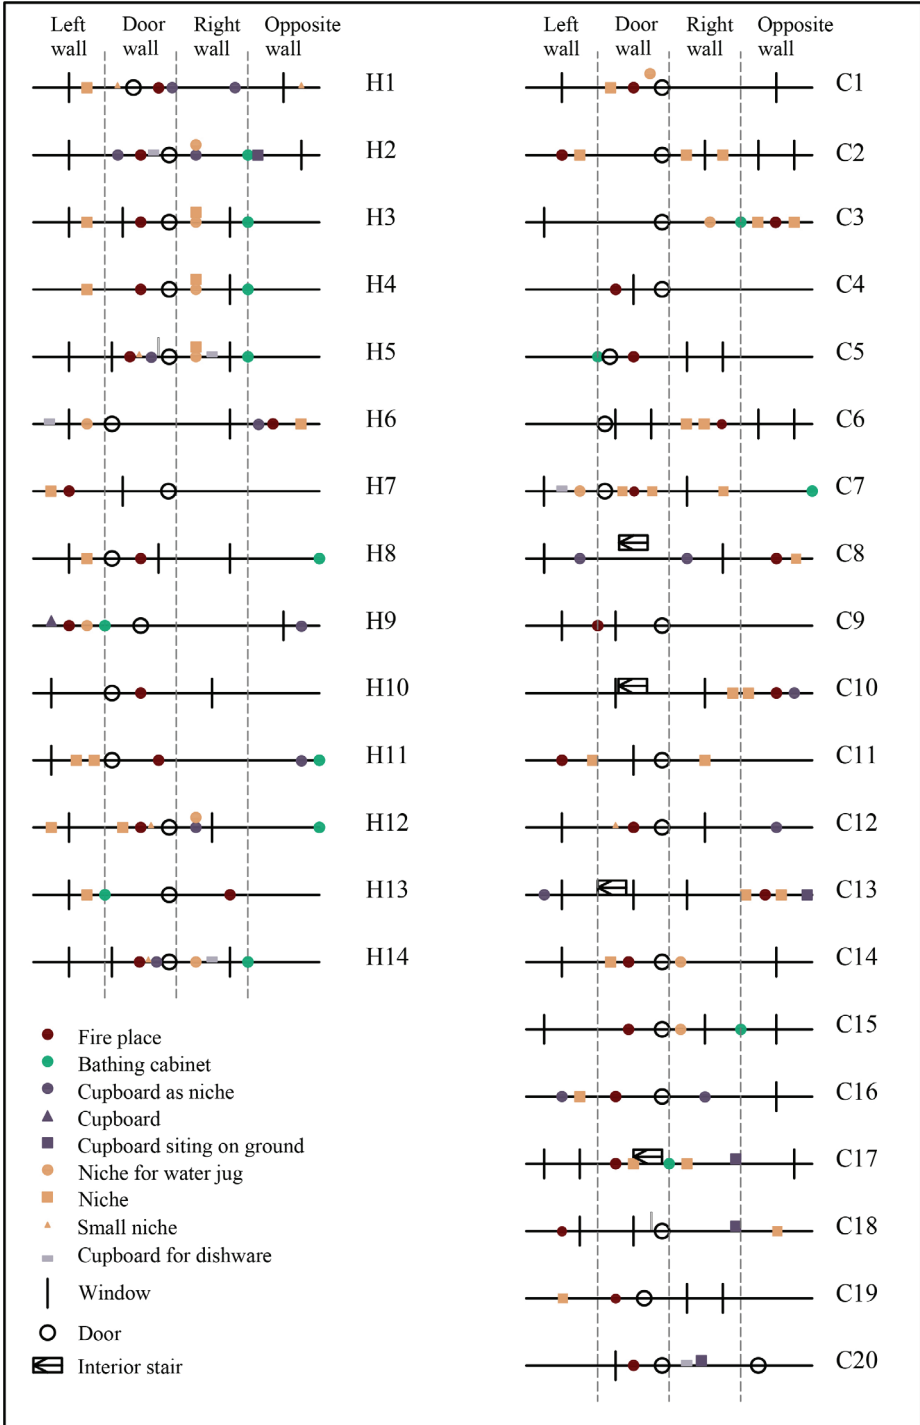 Left wall
Door wall
Right wall
Opposite wall
H1
H2
H3
H4
H5
H6
H7
H8
H9
H10
H11
H12
H13
H14
Fire place
Bathing cabinet
Cupboard as niche
Cupboard
Cupboard siting on ground
Niche for water jug
Niche
Small niche
Cupboard for dishware
Window
Door
Interior stair
Left wall
Door wall
Right wall
Opposite wall
C1
C2
C3
C4
C5
C6
C7
C8
C9
C10
C11
C12
C13
C14
C15
C16
C17
C18
C19
C20